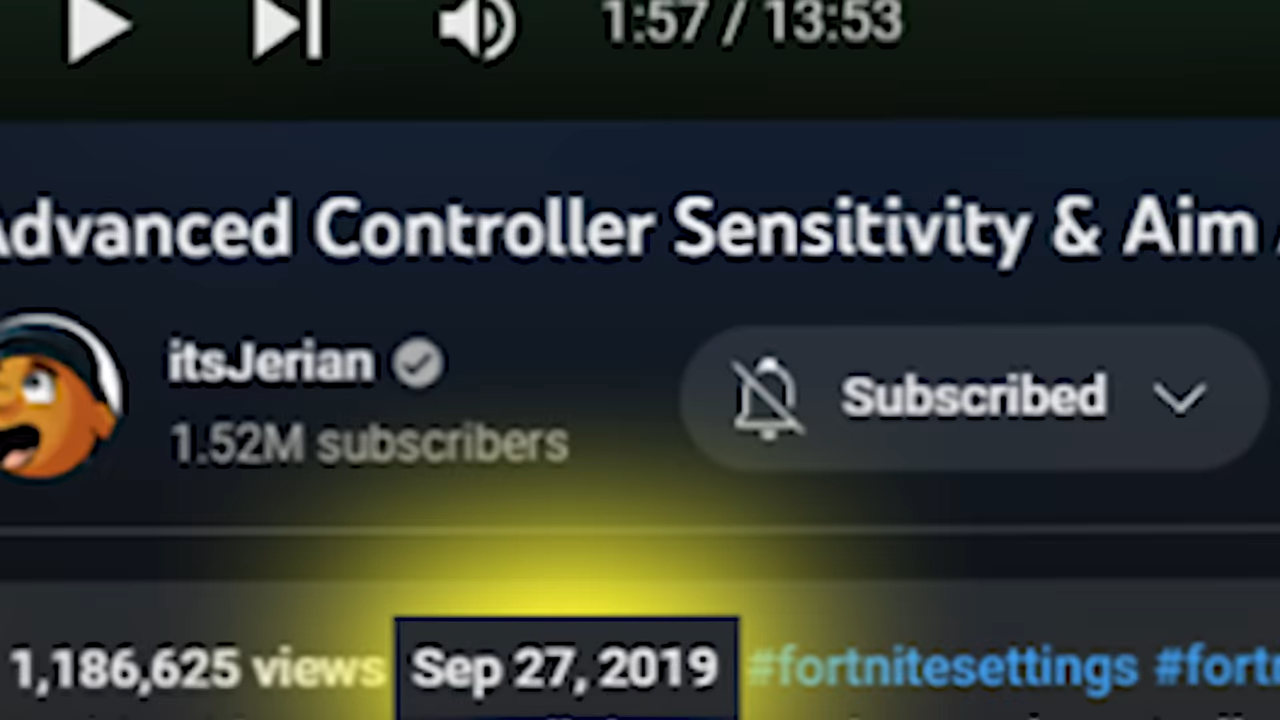 1:57 / 13:53
Advanced Controller Sensitivity & Aim
itsJerian
1.52M subscribers
Subscribed
1,186,625 views Sep 27, 2019 #fortnitesettings #fortn